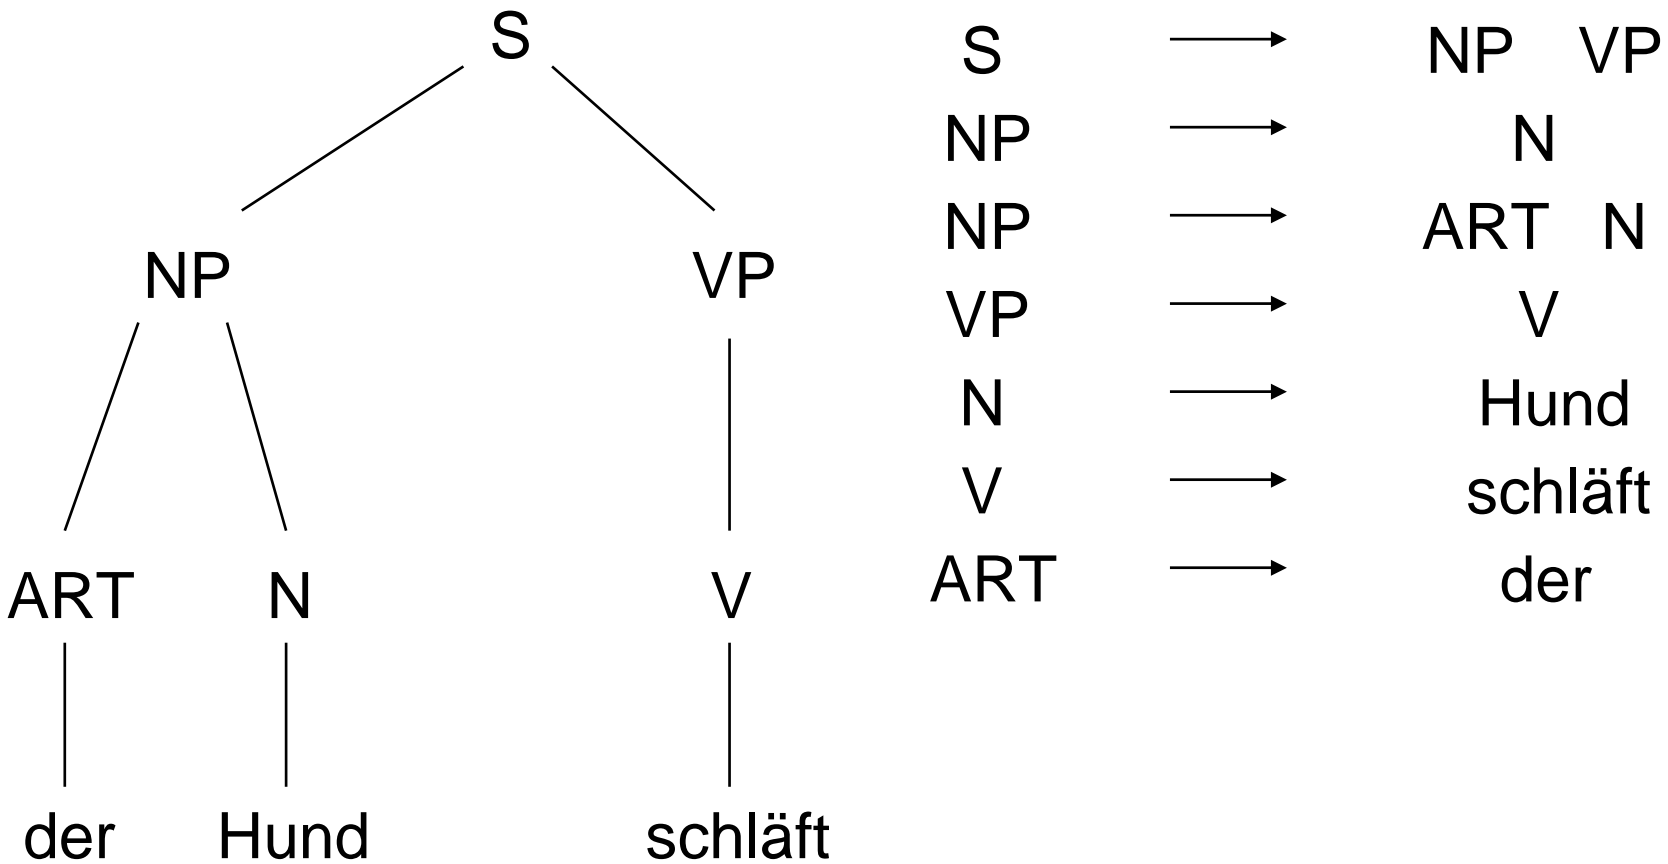 S
NP VP
ART N V
der Hund schläft
S → NP VP
NP → N
NP → ART N
VP → V
N → Hund
V → schläft
ART → der